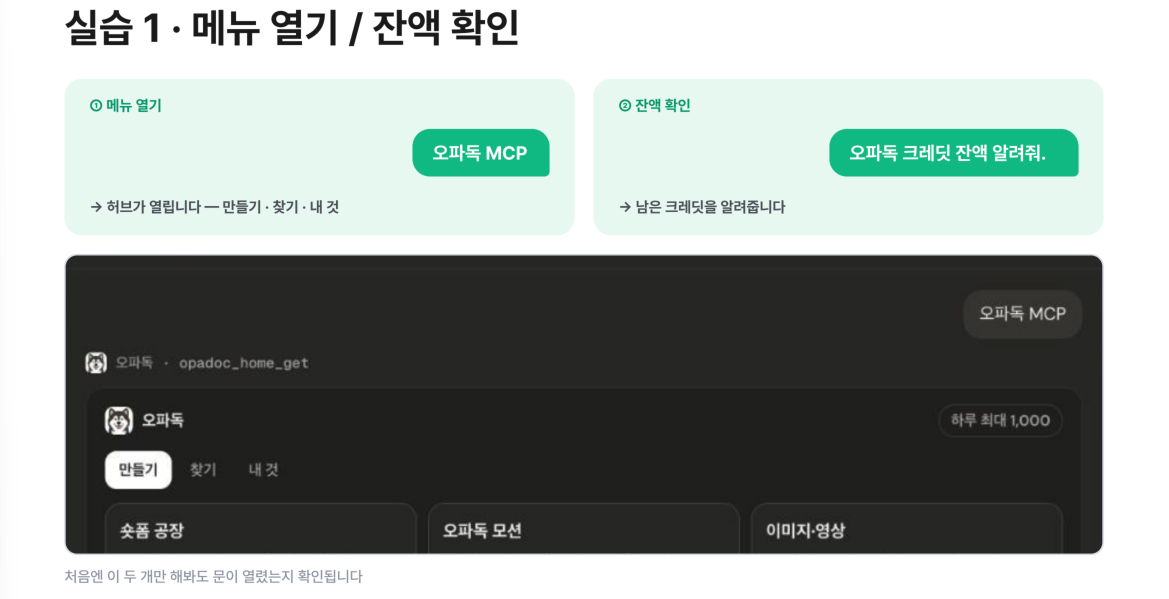 실습 1 · 메뉴 열기 / 잔액 확인
① 메뉴 열기
오파독 MCP
→ 허브가 열립니다 — 만들기 · 찾기 · 내 것
② 잔액 확인
오파독 크레딧 잔액 알려줘.
→ 남은 크레딧을 알려줍니다
오파독 MCP
오파독 · opadoc_home_get
오파독
하루 최대 1,000
만들기 찾기 내 것
숏폼 공장
오파독 모션
이미지·영상
처음엔 이 두 개만 해봐도 문이 열렸는지 확인됩니다